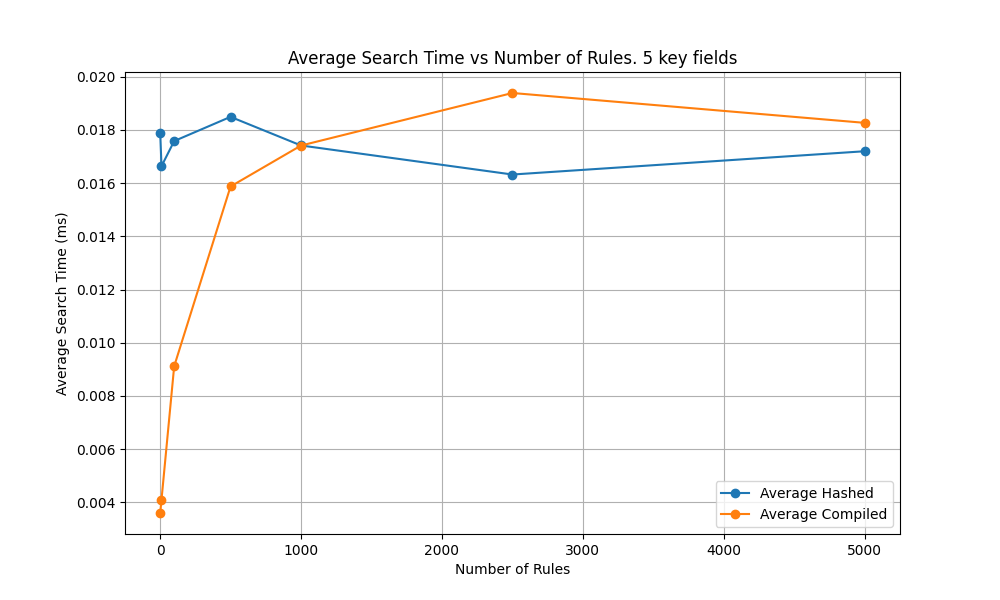 Average Search Time vs Number of Rules. 5 key fields
0.020
0.018
0.016
0.014
0.012
0.010
0.008
0.006
0.004
Average Search Time (ms)
Average Hashed
Average Compiled
0 1000 2000 3000 4000 5000
Number of Rules